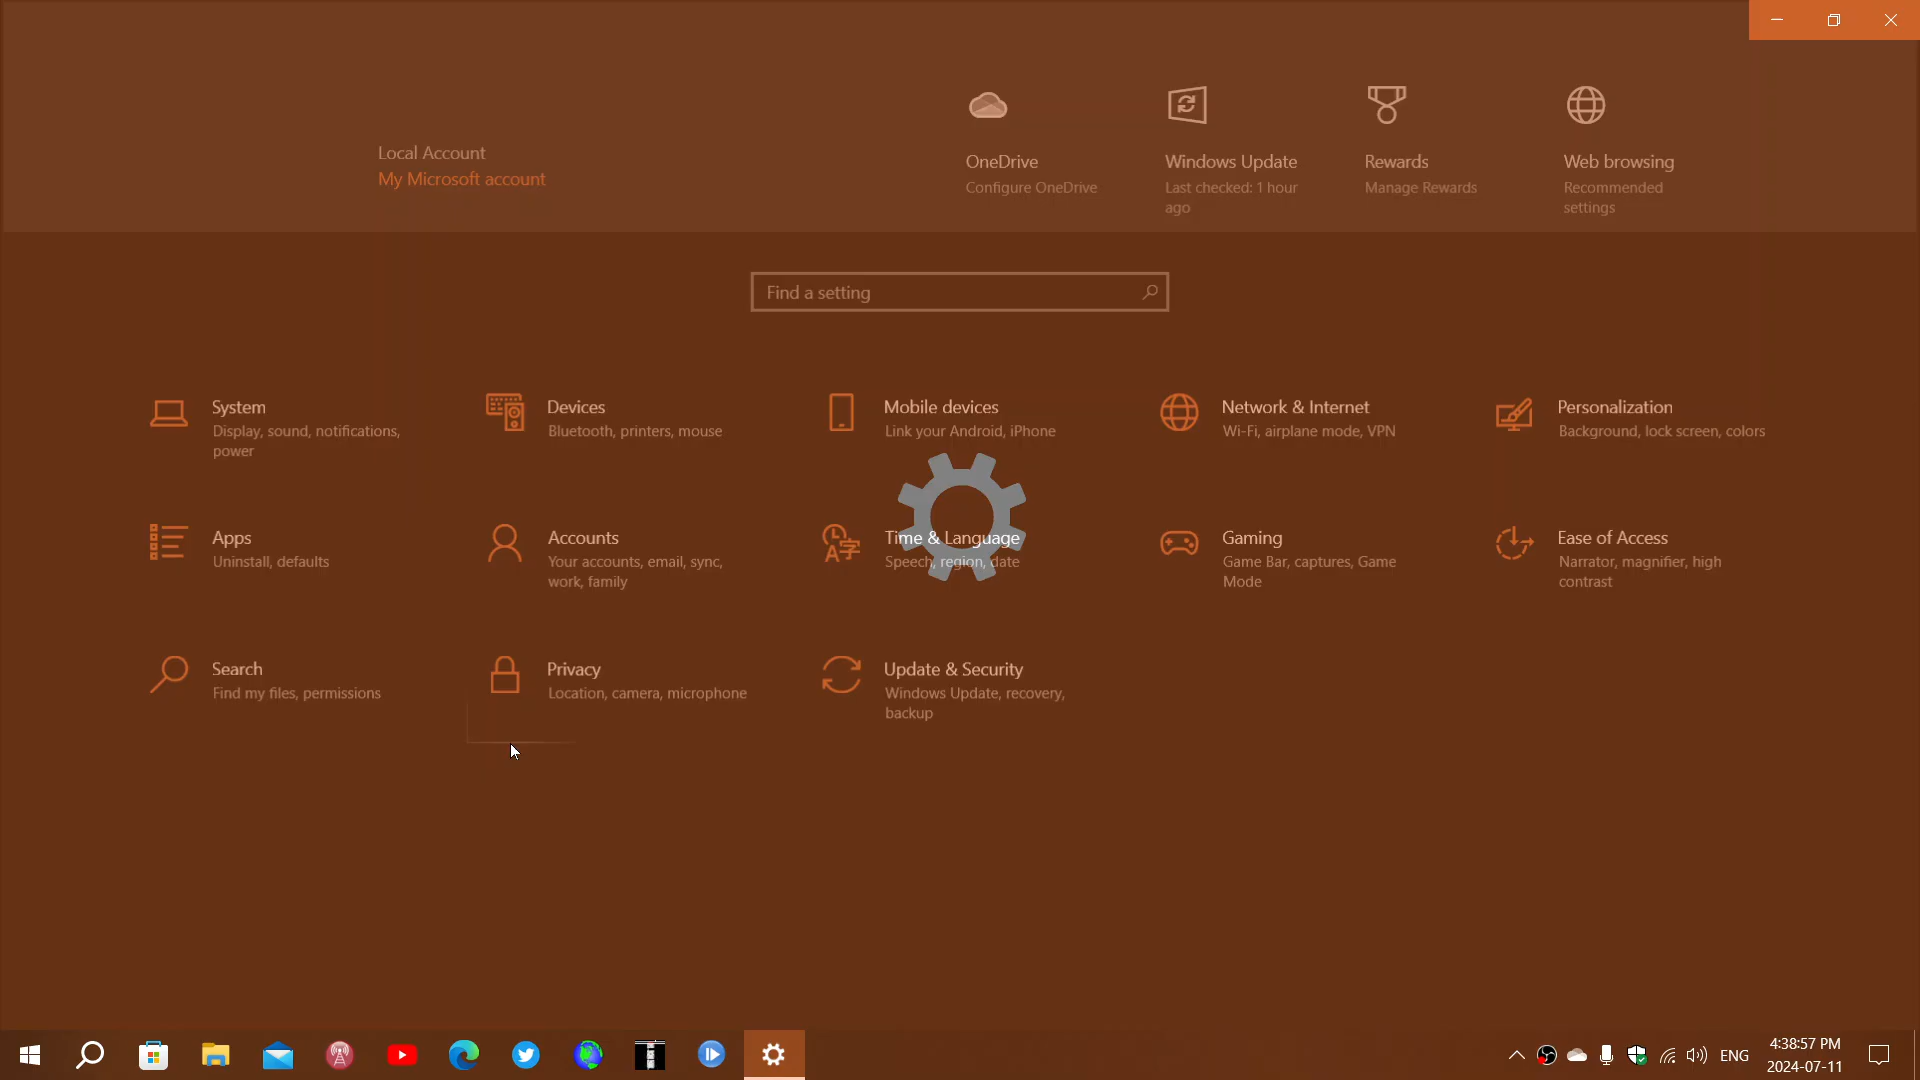 Local Account
My Microsoft account
OneDrive
Configure OneDrive
Windows Update
Last checked: 1 hour
ago
Rewards
Manage Rewards
Web browsing
Recommended
settings
Find a setting
System
Display, sound, notifications,
power
Devices
Bluetooth, printers, mouse
Mobile devices
Link your Android, iPhone
Network & Internet
Wi-Fi, airplane mode, VPN
Personalization
Background, lock screen, colors
Apps
Uninstall, defaults
Accounts
Your accounts, email, sync,
work, family
Time & Language
Speech, region, date
Gaming
Game Bar, captures, Game
Mode
Ease of Access
Narrator, magnifier, high
contrast
Search
Find my files, permissions
Privacy
Location, camera, microphone
Update & Security
Windows Update, recovery,
backup
ENG
4:38:57 PM
2024-07-11